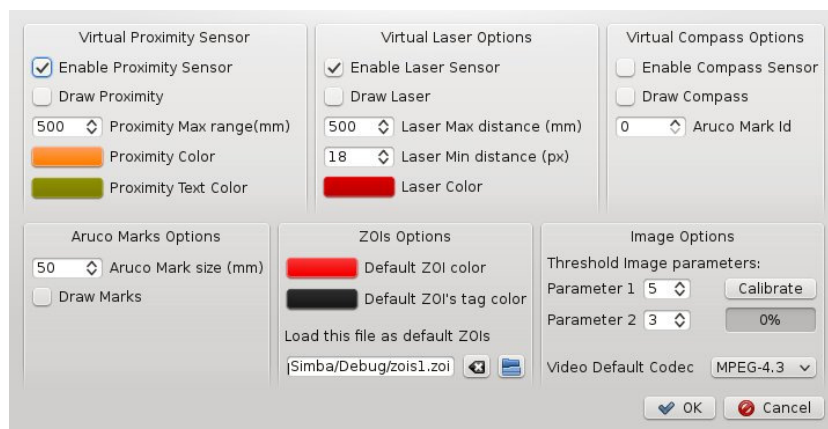 Virtual Proximity Sensor
Enable Proximity Sensor
Draw Proximity
500 Proximity Max range(mm)
Proximity Color
Proximity Text Color
Virtual Laser Options
Enable Laser Sensor
Draw Laser
500 Laser Max distance (mm)
18 Laser Min distance (px)
Laser Color
Virtual Compass Options
Enable Compass Sensor
Draw Compass
0 Aruco Mark Id
Aruco Marks Options
50 Aruco Mark size (mm)
Draw Marks
ZOIs Options
Default ZOI color
Default ZOI's tag color
Load this file as default ZOIs
Simba/Debug/zois1.zoi
Image Options
Threshold Image parameters:
Parameter 1 5 Calibrate
Parameter 2 3 0%
Video Default Codec MPEG-4.3
OK Cancel